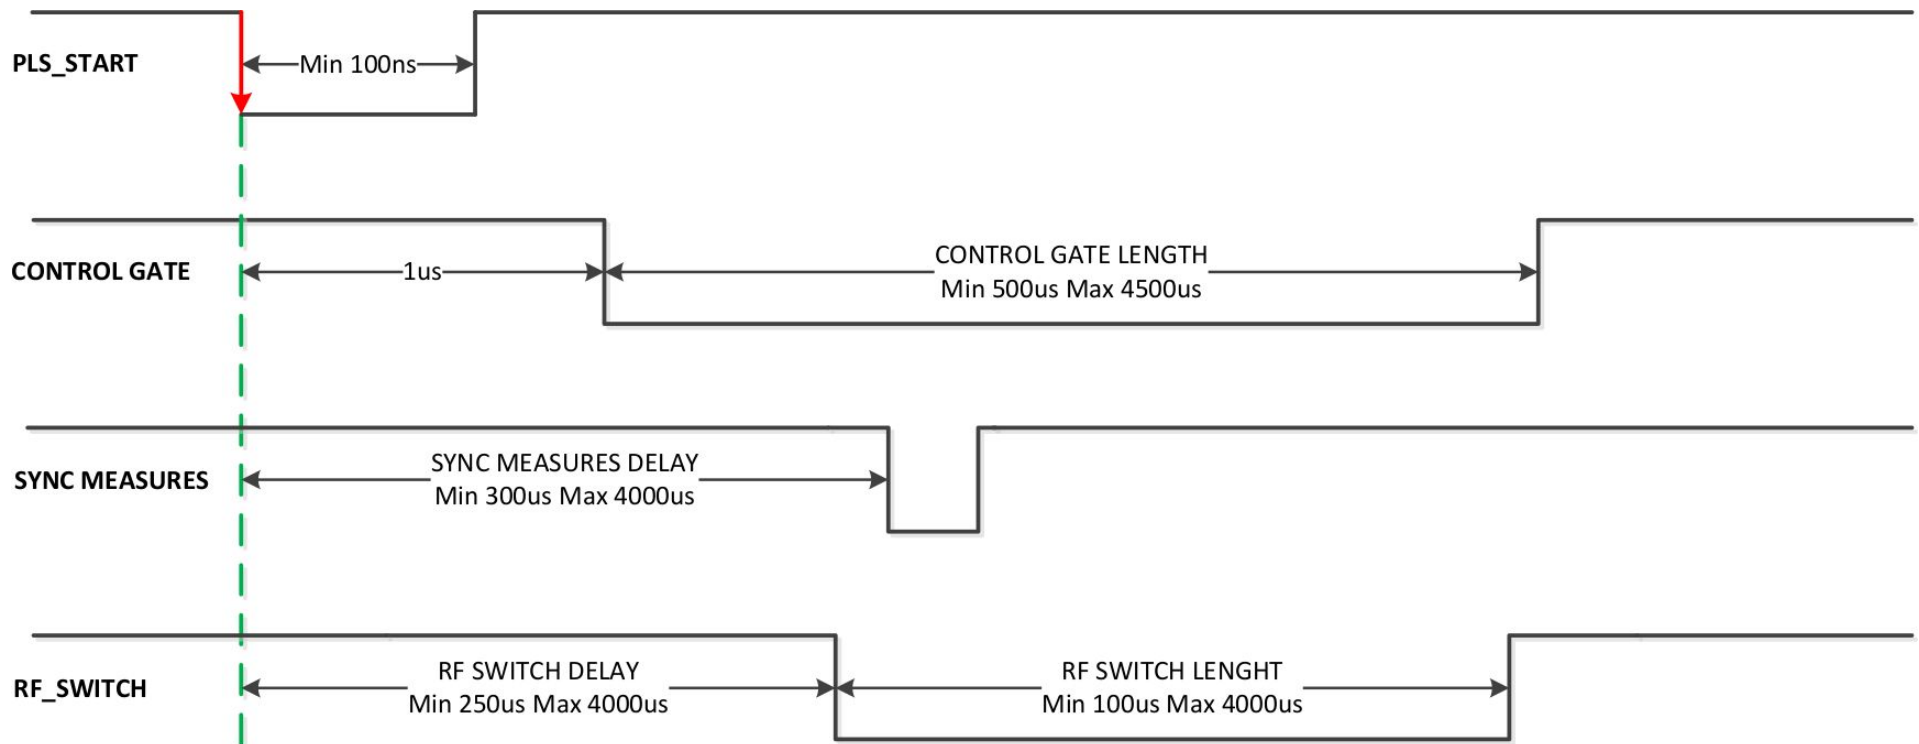 PLS_START
Min 100ns
CONTROL GATE
1us
CONTROL GATE LENGTH
Min 500us Max 4500us
SYNC MEASURES
SYNC MEASURES DELAY
Min 300us Max 4000us
RF_SWITCH
RF SWITCH DELAY
Min 250us Max 4000us
RF SWITCH LENGHT
Min 100us Max 4000us